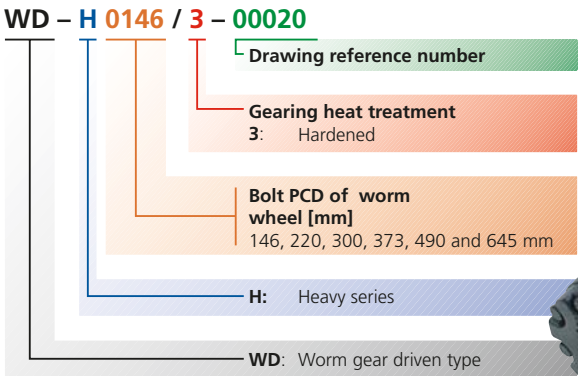 WD – H 0146 / 3 – 00020
Drawing reference number
Gearing heat treatment
3: Hardened
Bolt PCD of worm
wheel [mm]
146, 220, 300, 373, 490 and 645 mm
H: Heavy series
WD: Worm gear driven type